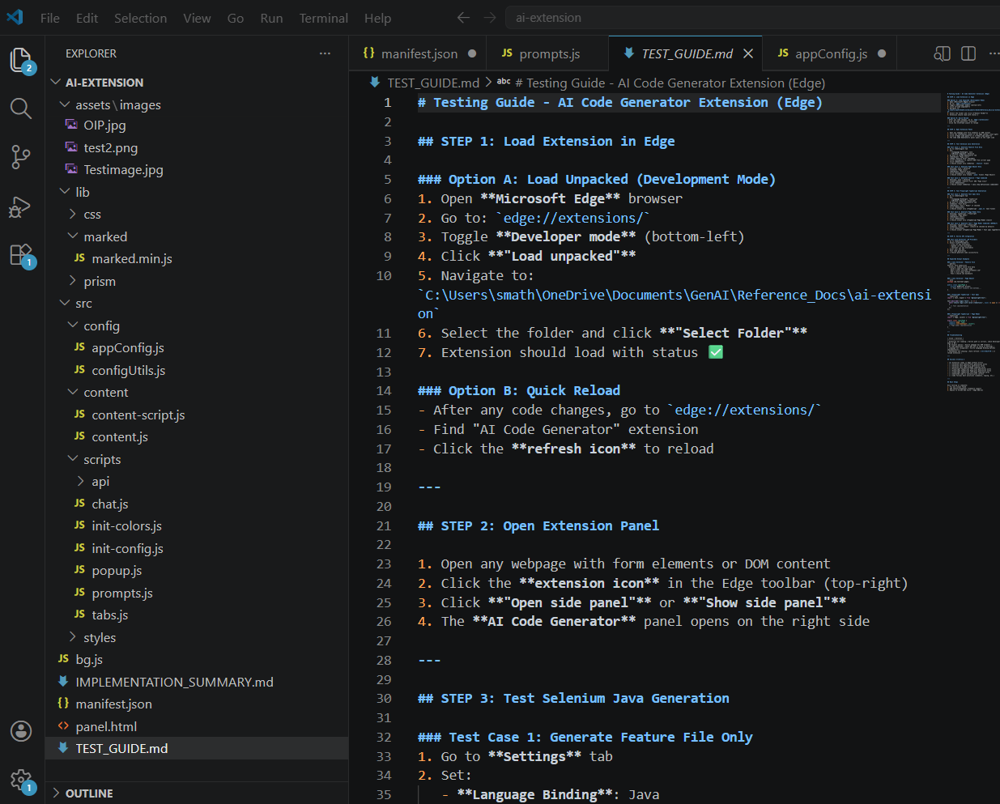 File Edit Selection View Go Run Terminal Help
ai-extension
EXPLORER
AI-EXTENSION
assets\images
OIP.jpg
test2.png
Testimage.jpg
lib
css
marked
JS marked.min.js
prism
src
config
JS appConfig.js
JS configUtils.js
content
JS content-script.js
JS content.js
scripts
api
JS chat.js
JS init-colors.js
JS init-config.js
JS popup.js
JS prompts.js
JS tabs.js
styles
JS bg.js
IMPLEMENTATION_SUMMARY.md
{} manifest.json
<> panel.html
TEST_GUIDE.md
OUTLINE
2
1
1
{} manifest.json
JS prompts.js
TEST_GUIDE.md
JS appConfig.js
TEST_GUIDE.md > abc # Testing Guide - AI Code Generator Extension (Edge)
1 # Testing Guide - AI Code Generator Extension (Edge)
2
3 ## STEP 1: Load Extension in Edge
4
5 ### Option A: Load Unpacked (Development Mode)
6 1. Open **Microsoft Edge** browser
7 2. Go to: `edge://extensions/`
8 3. Toggle **Developer mode** (bottom-left)
9 4. Click **"Load unpacked"**
10 5. Navigate to:
`C:\Users\smath\OneDrive\Documents\GenAI\Reference_Docs\ai-extensi
on`
11 6. Select the folder and click **"Select Folder"**
12 7. Extension should load with status ✅
13
14 ### Option B: Quick Reload
15 - After any code changes, go to `edge://extensions/`
16 - Find "AI Code Generator" extension
17 - Click the **refresh icon** to reload
18
19 ---
20
21 ## STEP 2: Open Extension Panel
22
23 1. Open any webpage with form elements or DOM content
24 2. Click the **extension icon** in the Edge toolbar (top-right)
25 3. Click **"Open side panel"** or **"Show side panel"**
26 4. The **AI Code Generator** panel opens on the right side
27
28 ---
29
30 ## STEP 3: Test Selenium Java Generation
31
32 ### Test Case 1: Generate Feature File Only
33 1. Go to **Settings** tab
34 2. Set:
35 - **Language Binding**: Java